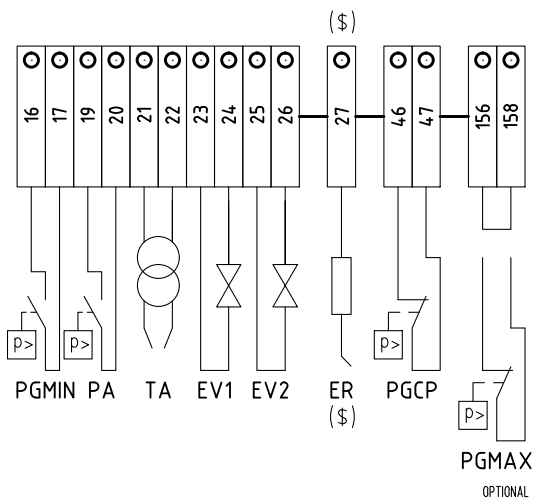 ($)
16 17 19 20 21 22 23 24 25 26 27 46 47 156 158
p> p> p>
PGMIN PA TA EV1 EV2 ER PGCP
($)
p>
PGMAX
OPTIONAL